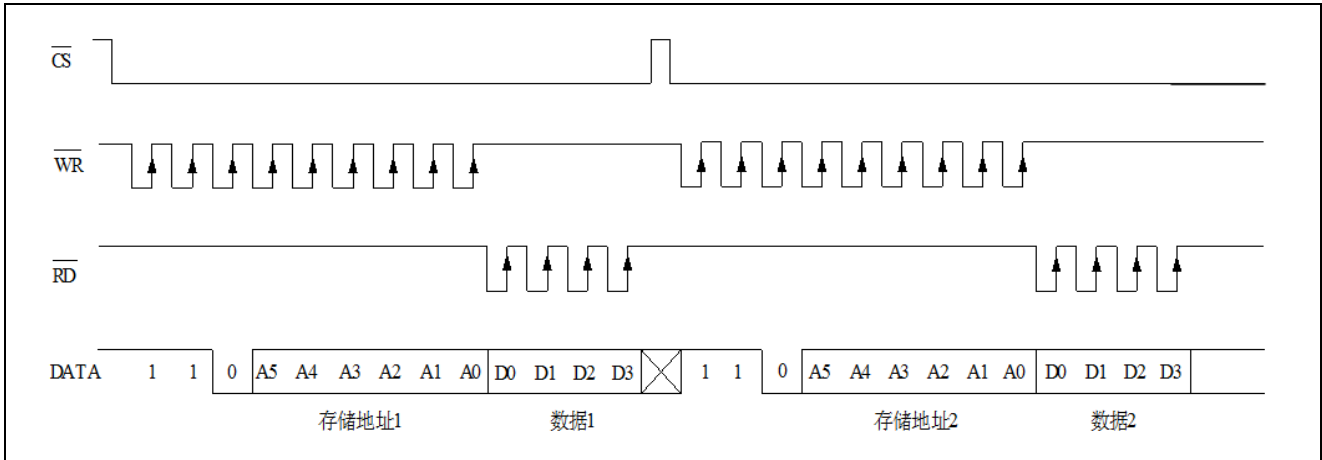 CS
WR
RD
DATA 1 1 0 A5 A4 A3 A2 A1 A0 D0 D1 D2 D3 1 1 0 A5 A4 A3 A2 A1 A0 D0 D1 D2 D3
存储地址1 数据1 存储地址2 数据2